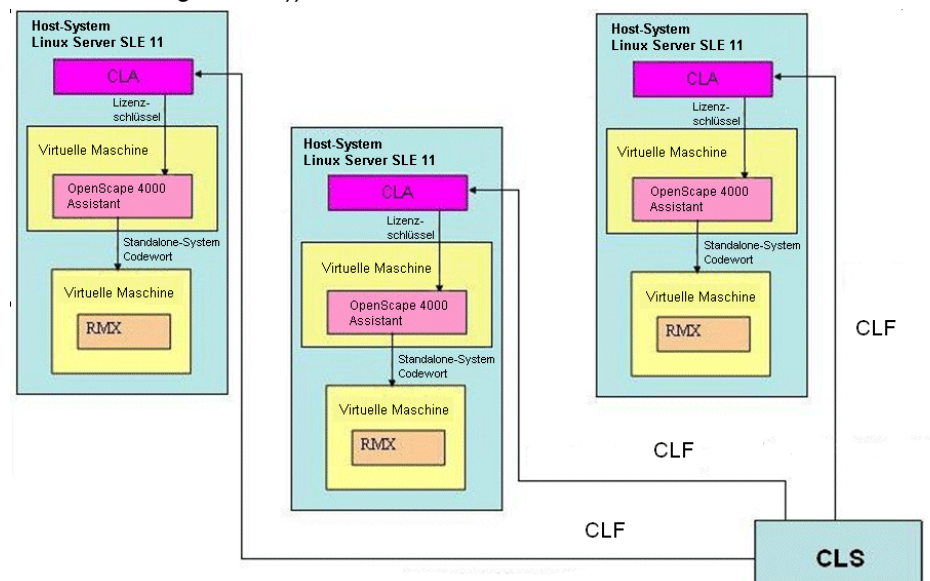 Host-System
Linux Server SLE 11
CLA
Lizenz-
schlüssel
Virtuelle Maschine
OpenScape 4000
Assistant
Standalone-System
Codewort
Virtuelle Maschine
RMX
Host-System
Linux Server SLE 11
CLA
Lizenz-
schlüssel
Virtuelle Maschine
OpenScape 4000
Assistant
Standalone-System
Codewort
Virtuelle Maschine
RMX
Host-System
Linux Server SLE 11
CLA
Lizenz-
schlüssel
Virtuelle Maschine
OpenScape 4000
Assistant
Standalone-System
Codewort
Virtuelle Maschine
RMX
CLF
CLF
CLF
CLS